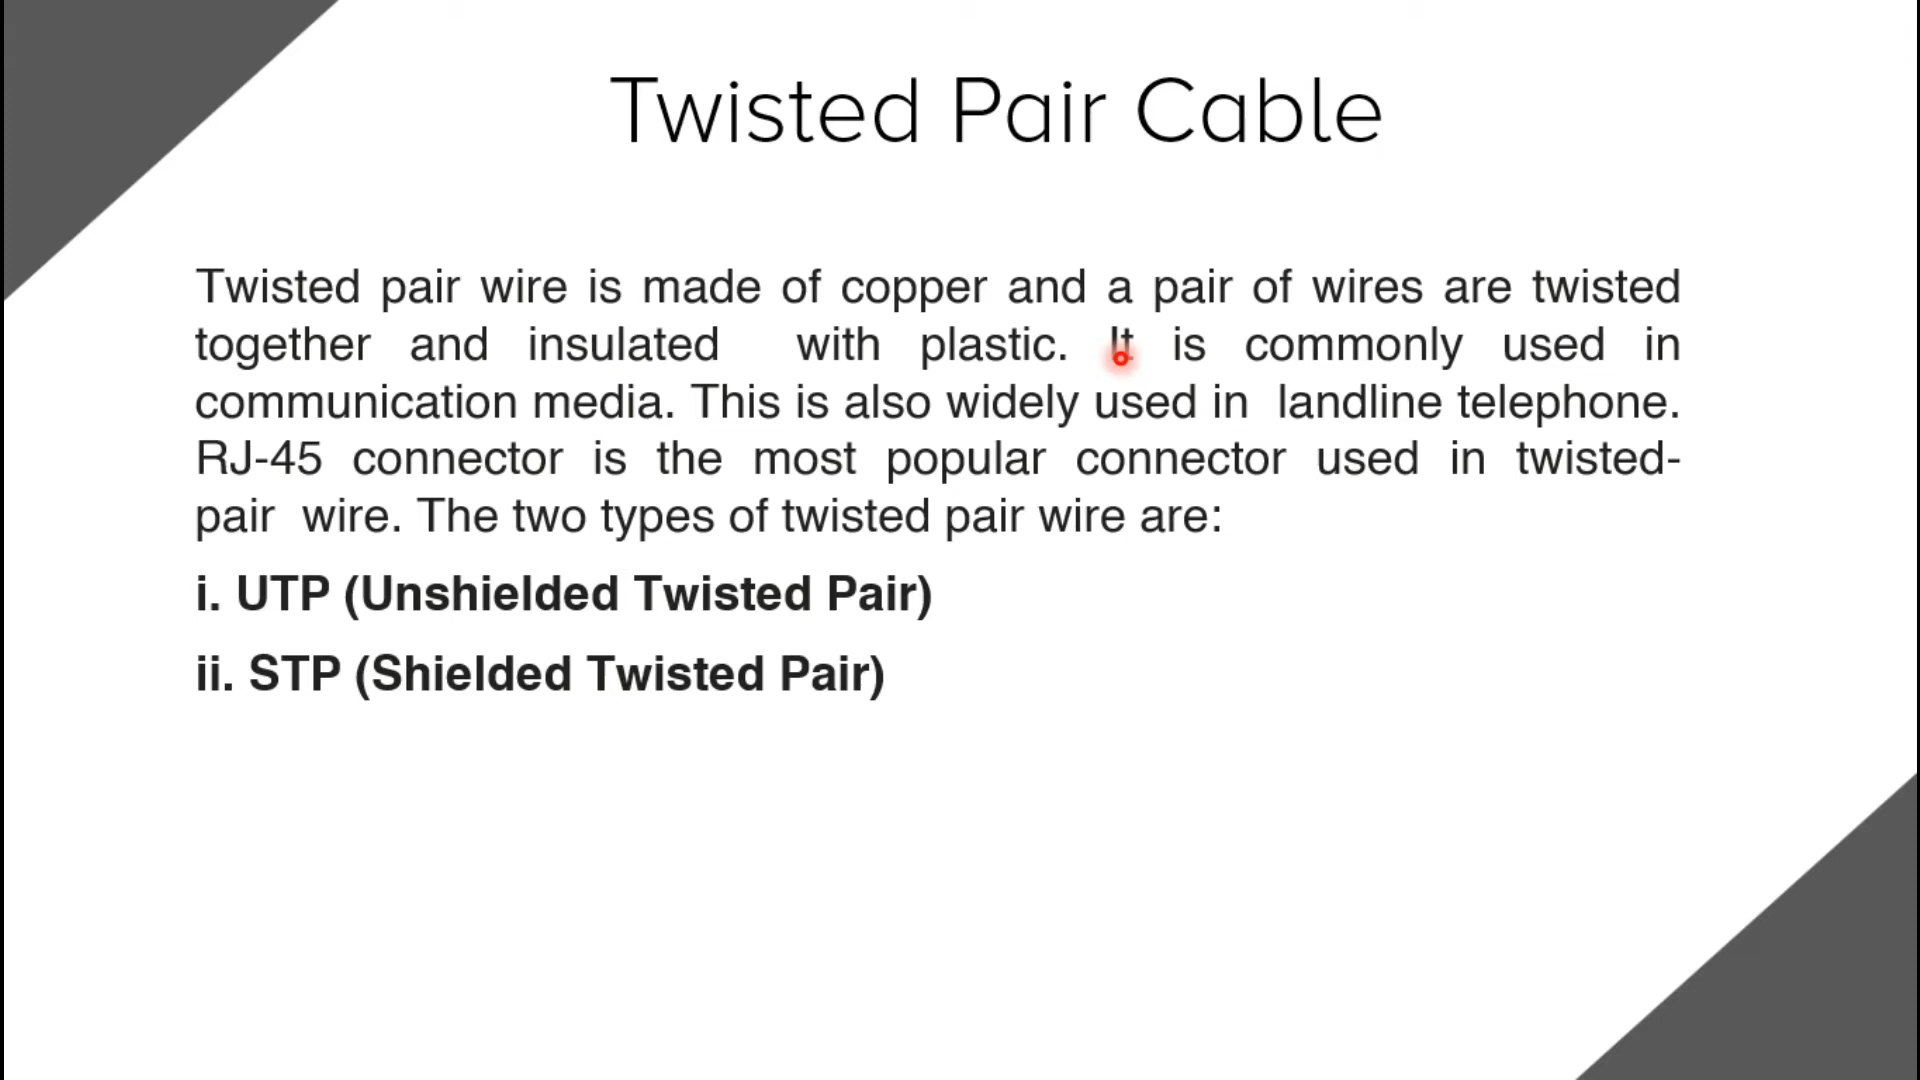 Twisted Pair Cable
Twisted pair wire is made of copper and a pair of wires are twisted
together and insulated with plastic. It is commonly used in
communication media. This is also widely used in landline telephone.
RJ-45 connector is the most popular connector used in twisted-
pair wire. The two types of twisted pair wire are:
i. UTP (Unshielded Twisted Pair)
ii. STP (Shielded Twisted Pair)